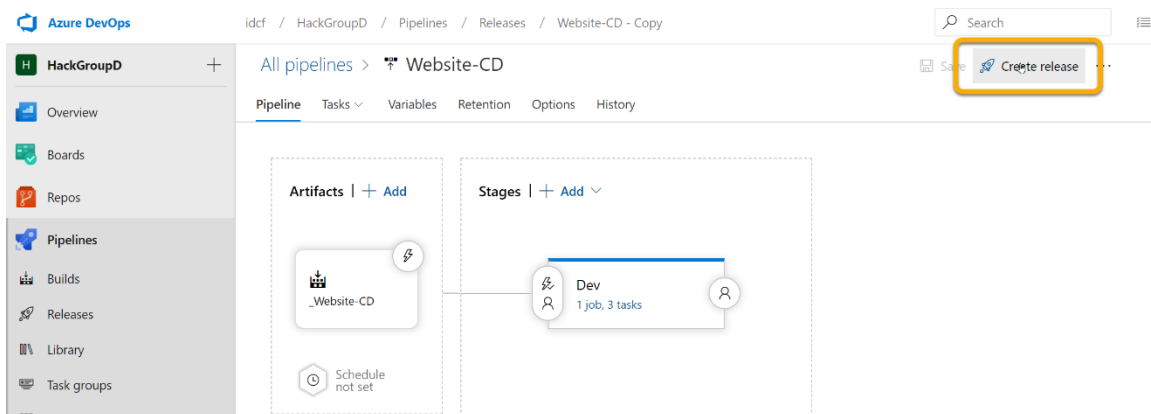 Azure DevOps
idcf / HackGroupD / Pipelines / Releases / Website-CD - Copy
Search
H HackGroupD +
All pipelines > Website-CD
Save Create release ...
Pipeline Tasks Variables Retention Options History
Overview
Boards
Repos
Pipelines
Builds
Releases
Library
Task groups
Artifacts | + Add
Stages | + Add
_Website-CD
Dev
1 job, 3 tasks
Schedule
not set